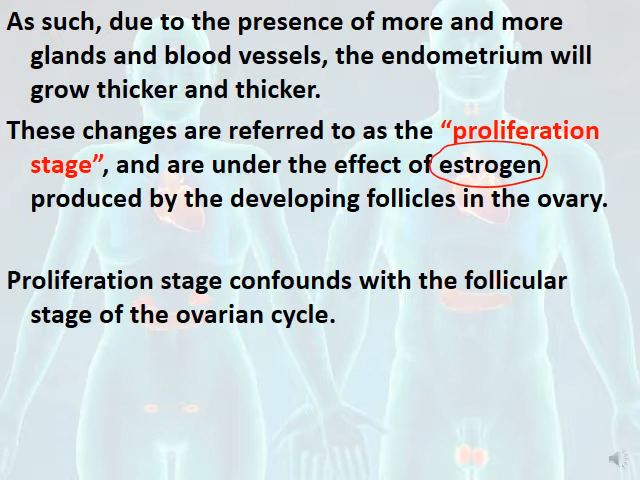 As such, due to the presence of more and more
glands and blood vessels, the endometrium will
grow thicker and thicker.
These changes are referred to as the “proliferation
stage”, and are under the effect of estrogen
produced by the developing follicles in the ovary.
Proliferation stage confounds with the follicular
stage of the ovarian cycle.